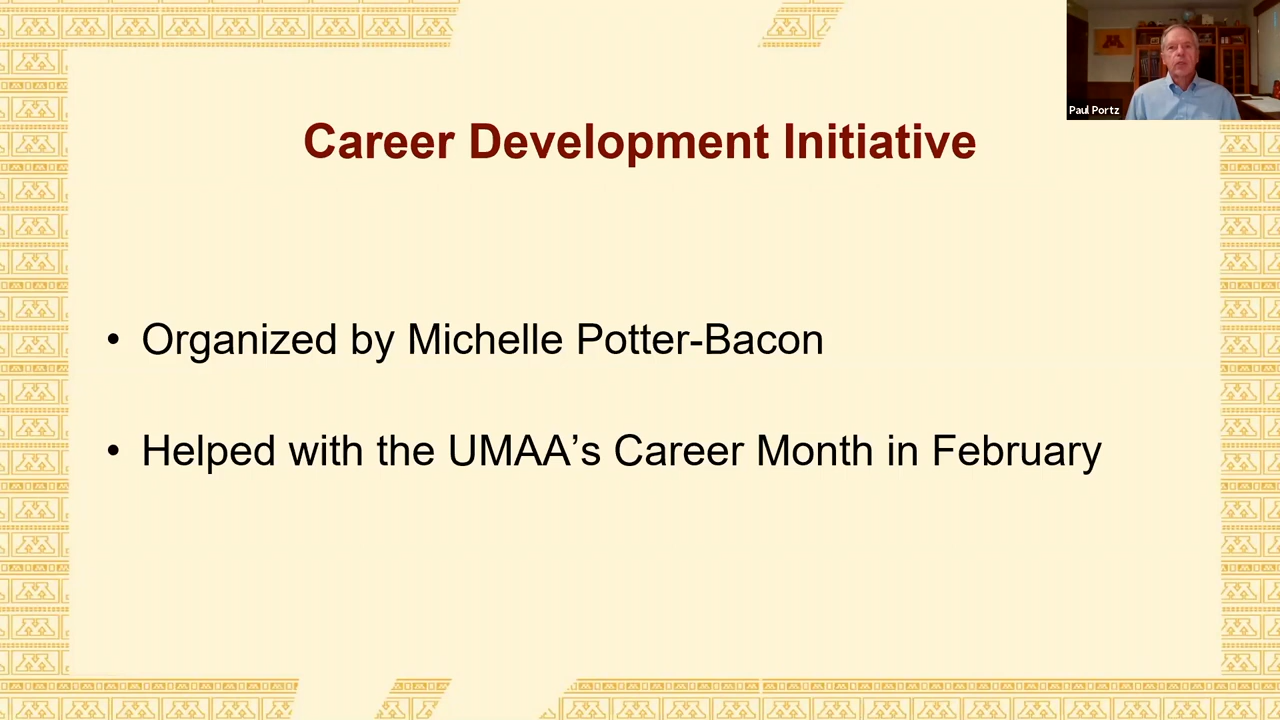 Paul Portz
Career Development Initiative
• Organized by Michelle Potter-Bacon
• Helped with the UMAA’s Career Month in February